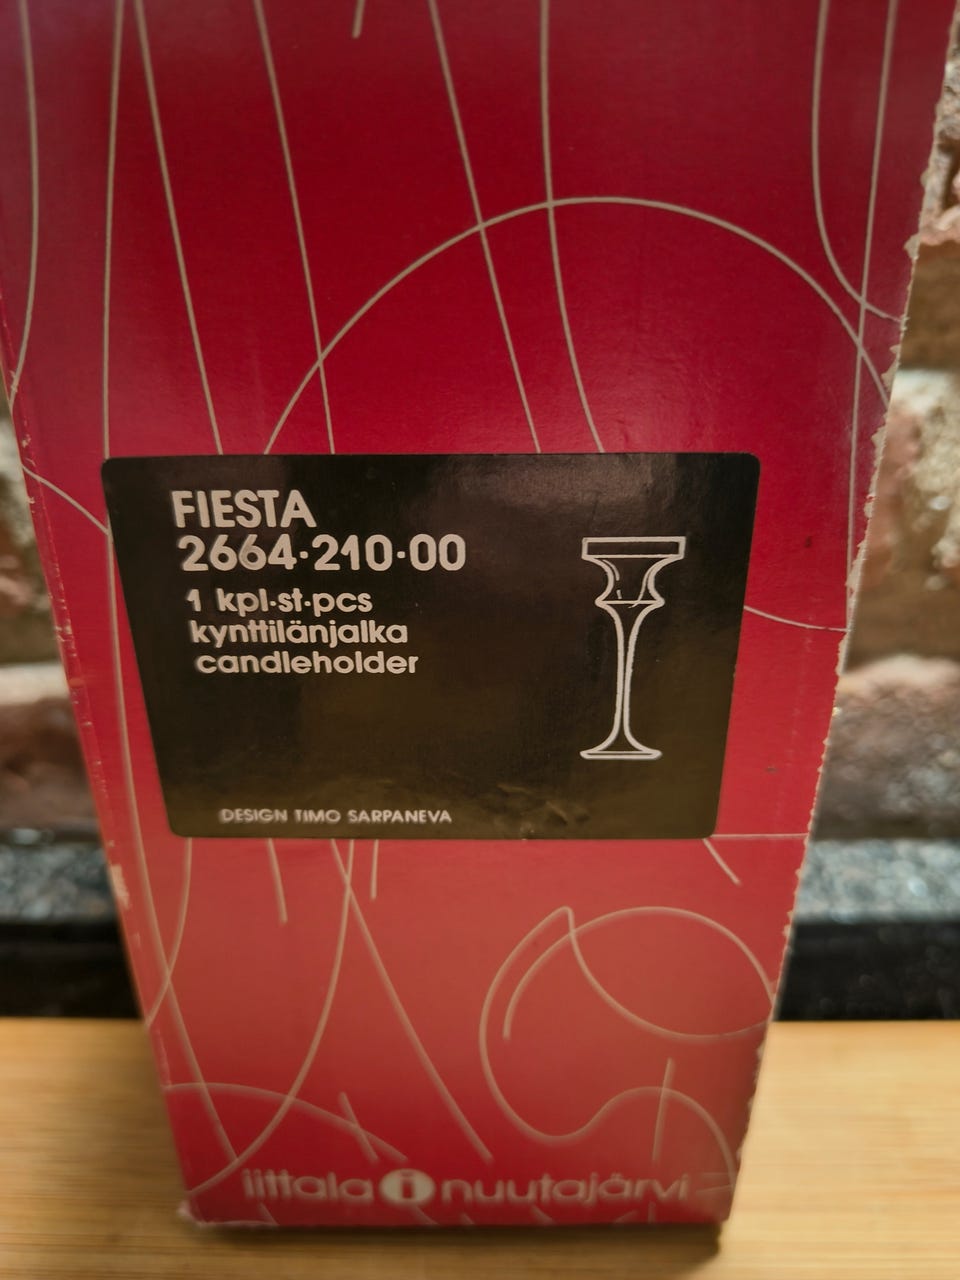 FIESTA
2664·210·00
1 kpl·st·pcs
kynttilänjalka
candleholder
DESIGN TIMO SARPANEVA
iittala i nuutajärvi